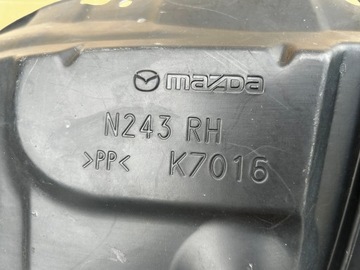 mazda
N243 RH
>PP< K7016